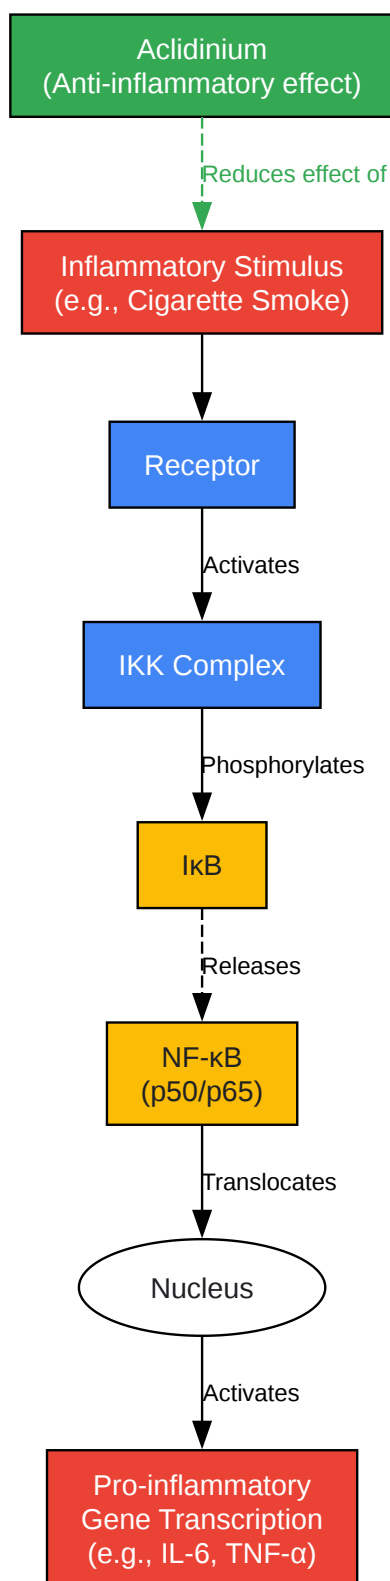 Aclidinium
(Anti-inflammatory effect)
Reduces effect of
Inflammatory Stimulus
(e.g., Cigarette Smoke)
Receptor
Activates
IKK Complex
Phosphorylates
IκB
Releases
NF-κB
(p50/p65)
Translocates
Nucleus
Activates
Pro-inflammatory
Gene Transcription
(e.g., IL-6, TNF-α)